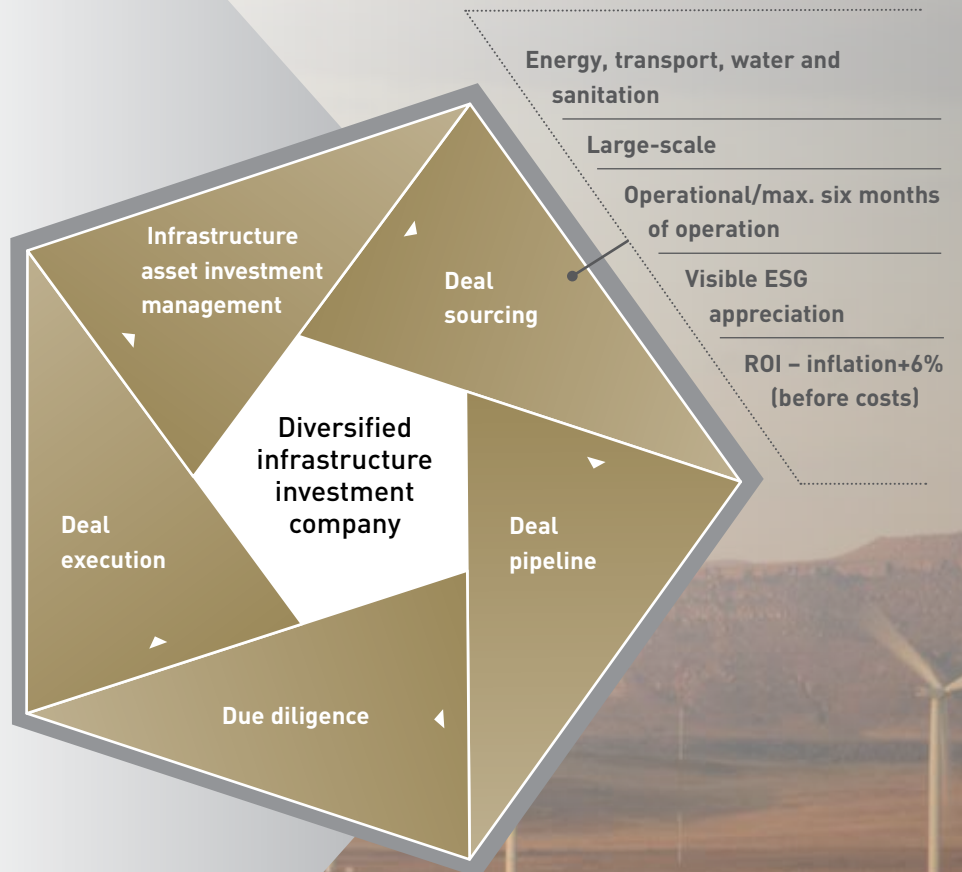 Energy, transport, water and
sanitation
Large-scale
Operational/max. six months
of operation
Visible ESG
appreciation
ROI – inflation+6%
(before costs)
Infrastructure
asset investment
management
Deal
sourcing
Diversified
infrastructure
investment
company
Deal
execution
Deal
pipeline
Due diligence